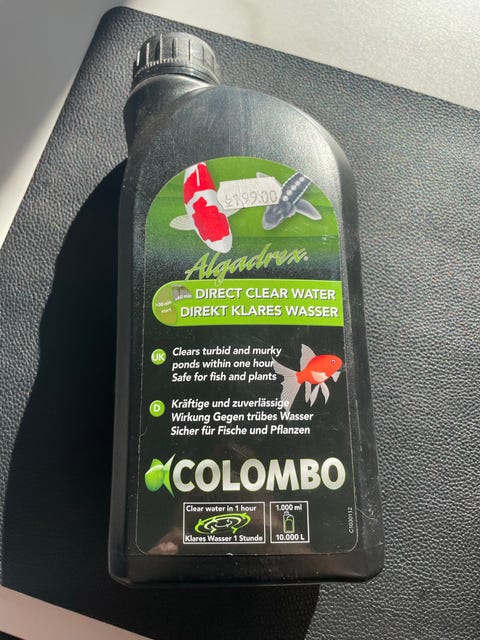 199.00
Algadrex®
DIRECT CLEAR WATER
DIREKT KLARES WASSER
UK
Clears turbid and murky
ponds within one hour
Safe for fish and plants
D
Kräftige und zuverlässige
Wirkung Gegen trübes Wasser
Sicher für Fische und Pflanzen
COLOMBO
Clear water in 1 hour
Klares Wasser 1 Stunde
1.000 ml
10.000 L